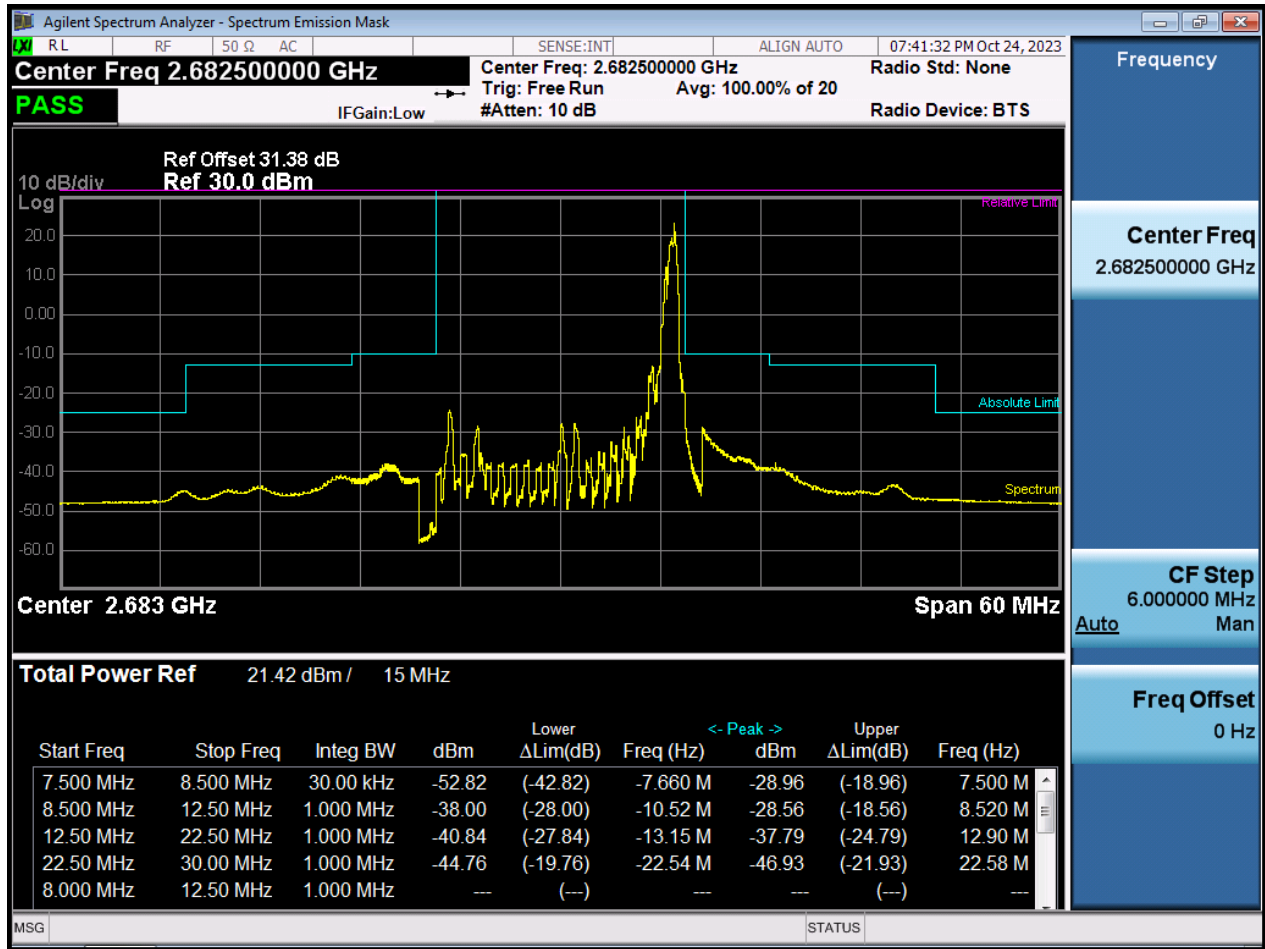 Agilent Spectrum Analyzer - Spectrum Emission Mask
LXI RL RF 50 Ω AC SENSE:INT ALIGN AUTO 07:41:32 PM Oct 24, 2023
Center Freq 2.682500000 GHz
PASS
IFGain:Low
Center Freq: 2.682500000 GHz
Trig: Free Run Avg: 100.00% of 20
#Atten: 10 dB
Radio Std: None
Radio Device: BTS
Ref Offset 31.38 dB
10 dB/div Ref 30.0 dBm
Log
Relative Limit
20.0
10.0
0.00
-10.0
-20.0
Absolute Limit
-30.0
-40.0
Spectrum
-50.0
-60.0
Center 2.683 GHz Span 60 MHz
Total Power Ref 21.42 dBm / 15 MHz
Lower <- Peak -> Upper
Start Freq Stop Freq Integ BW dBm ΔLim(dB) Freq (Hz) dBm ΔLim(dB) Freq (Hz)
7.500 MHz 8.500 MHz 30.00 kHz -52.82 (-42.82) -7.660 M -28.96 (-18.96) 7.500 M
8.500 MHz 12.50 MHz 1.000 MHz -38.00 (-28.00) -10.52 M -28.56 (-18.56) 8.520 M
12.50 MHz 22.50 MHz 1.000 MHz -40.84 (-27.84) -13.15 M -37.79 (-24.79) 12.90 M
22.50 MHz 30.00 MHz 1.000 MHz -44.76 (-19.76) -22.54 M -46.93 (-21.93) 22.58 M
8.000 MHz 12.50 MHz 1.000 MHz --- (---) --- --- (---) ---
MSG STATUS
Frequency
Center Freq
2.682500000 GHz
CF Step
6.000000 MHz
Auto Man
Freq Offset
0 Hz